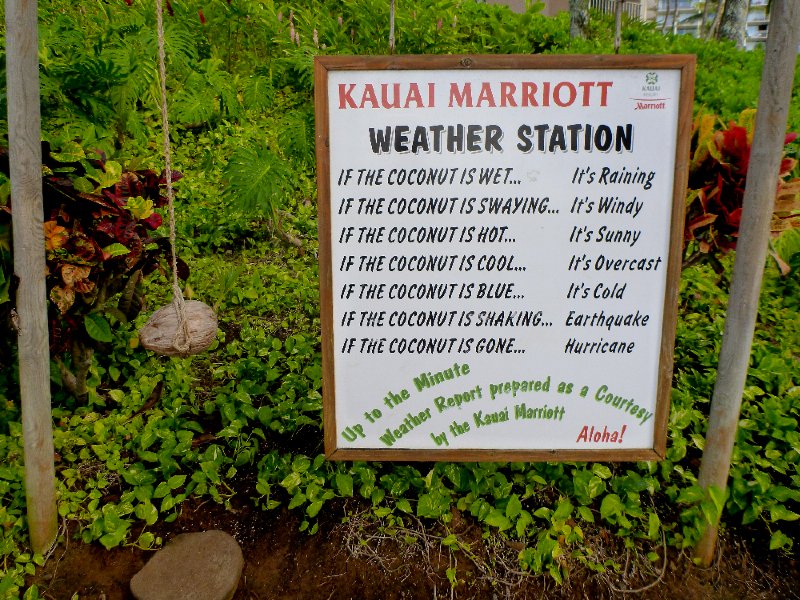 KAUAI MARRIOTT
KAUAI
Marriott
WEATHER STATION
IF THE COCONUT IS WET... It's Raining
IF THE COCONUT IS SWAYING... It's Windy
IF THE COCONUT IS HOT... It's Sunny
IF THE COCONUT IS COOL... It's Overcast
IF THE COCONUT IS BLUE... It's Cold
IF THE COCONUT IS SHAKING... Earthquake
IF THE COCONUT IS GONE... Hurricane
Up to the Minute
Weather Report prepared as a Courtesy
by the Kauai Marriott
Aloha!